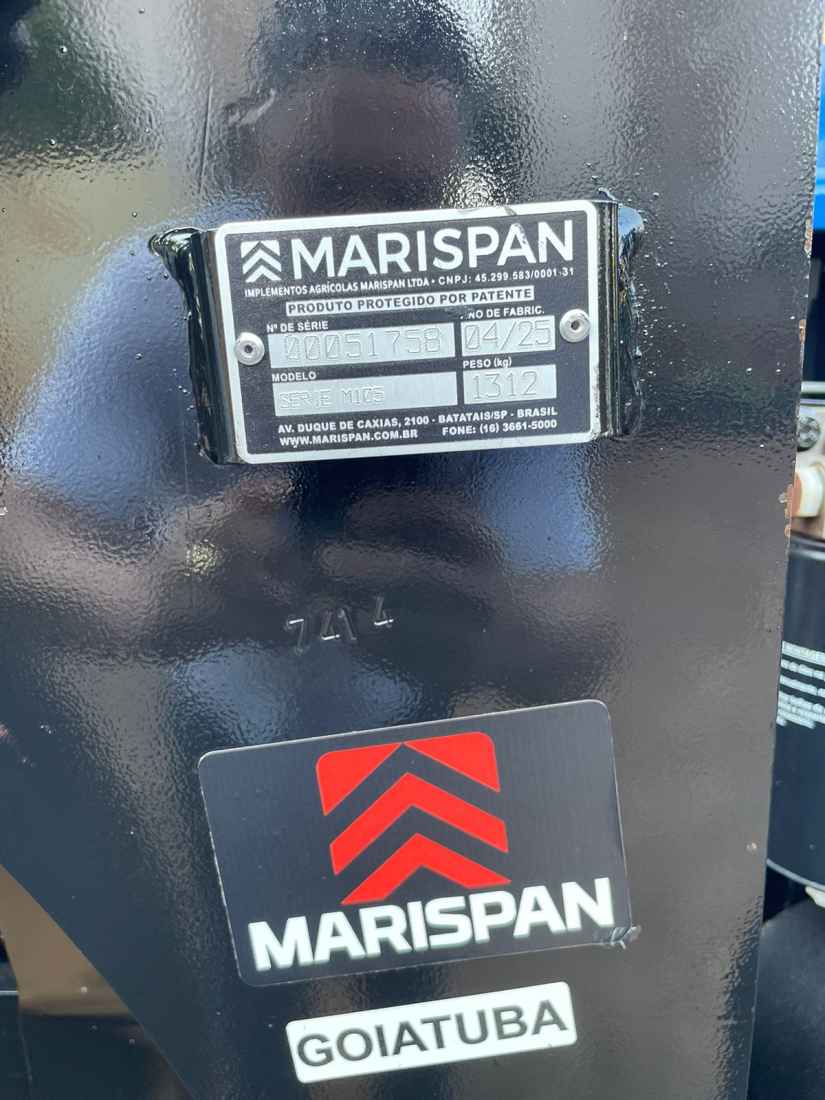 MARISPAN
IMPLEMENTOS AGRÍCOLAS MARISPAN LTDA • CNPJ: 45.299.583/0001-31
PRODUTO PROTEGIDO POR PATENTE
Nº DE SÉRIE
NO DE FABRIC.
00051758
04/25
MODELO
PESO (kg)
SERIE M105
1312
AV. DUQUE DE CAXIAS, 2100 - BATATAIS/SP - BRASIL
WWW.MARISPAN.COM.BR FONE: (16) 3661-5000
7414
MARISPAN
GOIATUBA